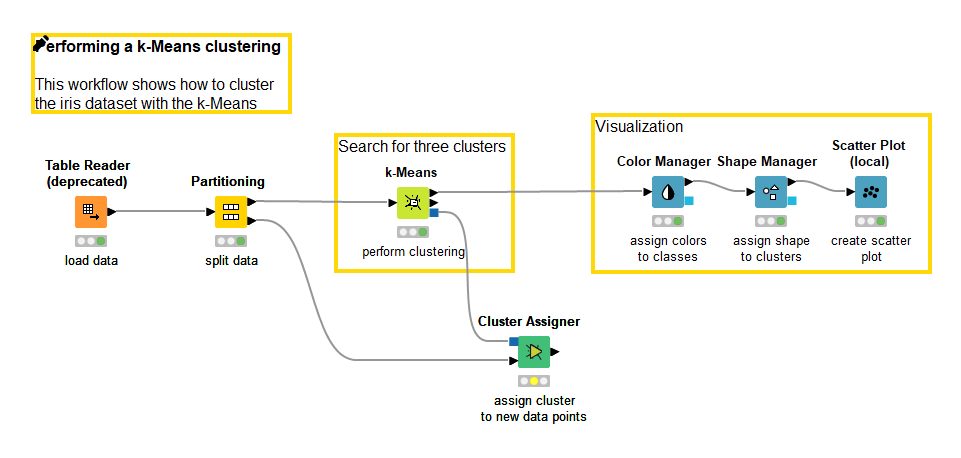 Performing a k-Means clustering
This workflow shows how to cluster
the iris dataset with the k-Means
Table Reader
(deprecated)
load data
Partitioning
split data
Search for three clusters
k-Means
perform clustering
Cluster Assigner
assign cluster
to new data points
Visualization
Color Manager
assign colors
to classes
Shape Manager
assign shape
to clusters
Scatter Plot
(local)
create scatter
plot